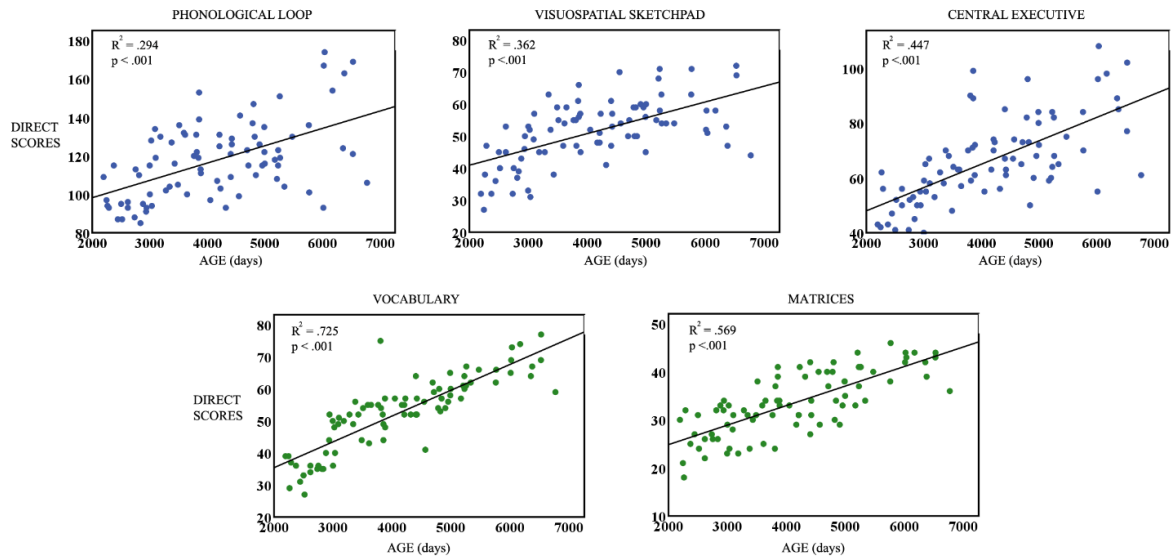 PHONOLOGICAL LOOP
R² = .294
p < .001
180
160
140
120
100
80
DIRECT
SCORES
2000 3000 4000 5000 6000 7000
AGE (days)
VISUOSPATIAL SKETCHPAD
R² = .362
p <.001
80
70
60
50
40
30
20
2000 3000 4000 5000 6000 7000
AGE (days)
CENTRAL EXECUTIVE
R² = .447
p <.001
100
80
60
40
2000 3000 4000 5000 6000 7000
AGE (days)
VOCABULARY
R² = .725
p < .001
80
70
60
50
40
30
20
DIRECT
SCORES
2000 3000 4000 5000 6000 7000
AGE (days)
MATRICES
R² = .569
p <.001
50
40
30
20
10
2000 3000 4000 5000 6000 7000
AGE (days)